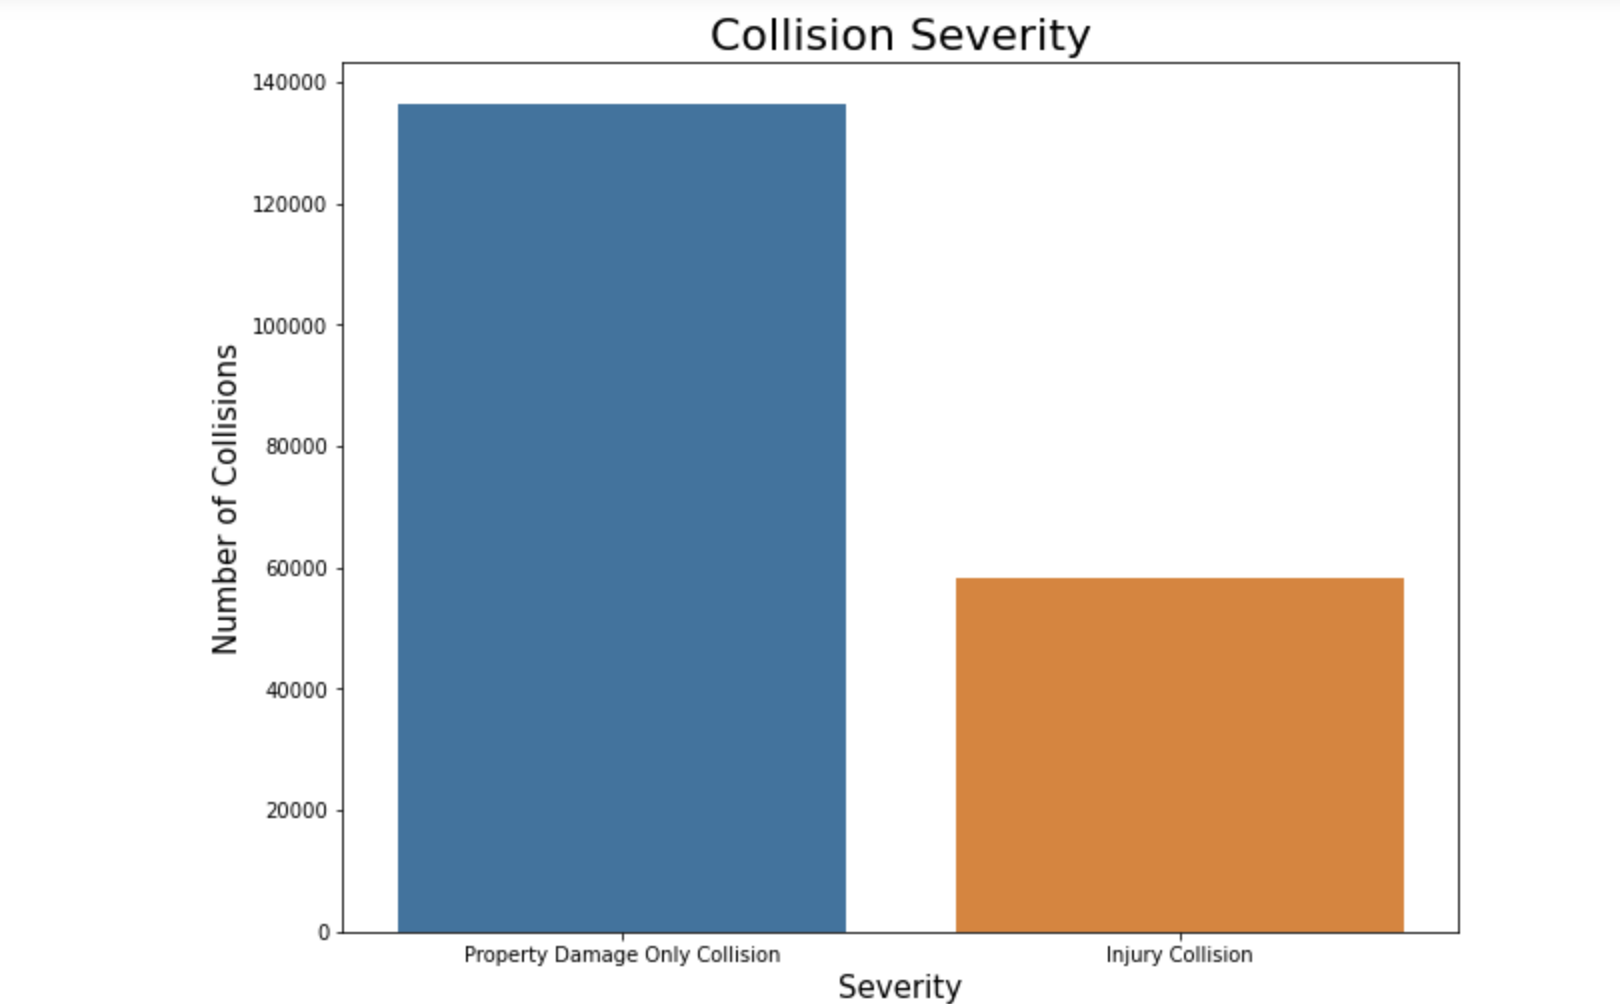 Collision Severity
140000
120000
100000
80000
60000
40000
20000
0
Number of Collisions
Property Damage Only Collision
Injury Collision
Severity